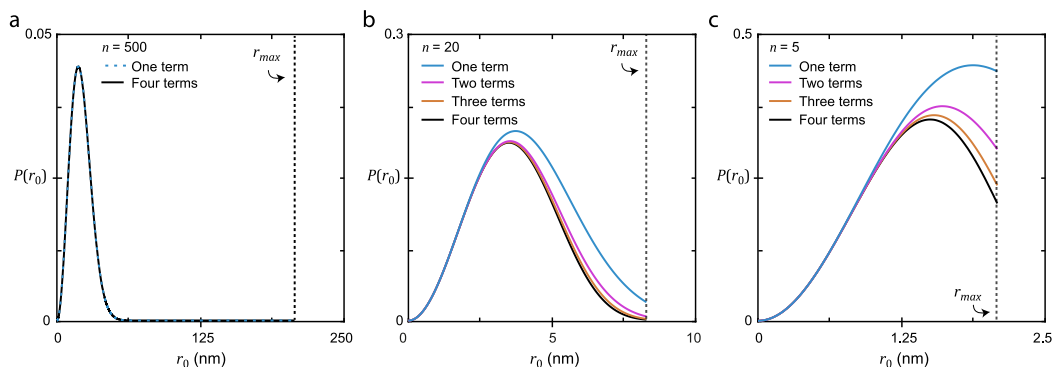 a
0.05
n = 500
One term
Four terms
r_max
P(r_0)
0
0
125
250
r_0 (nm)
b
0.3
n = 20
One term
Two terms
Three terms
Four terms
r_max
P(r_0)
0
0
5
10
r_0 (nm)
c
0.5
n = 5
One term
Two terms
Three terms
Four terms
P(r_0)
r_max
0
0
1.25
2.5
r_0 (nm)